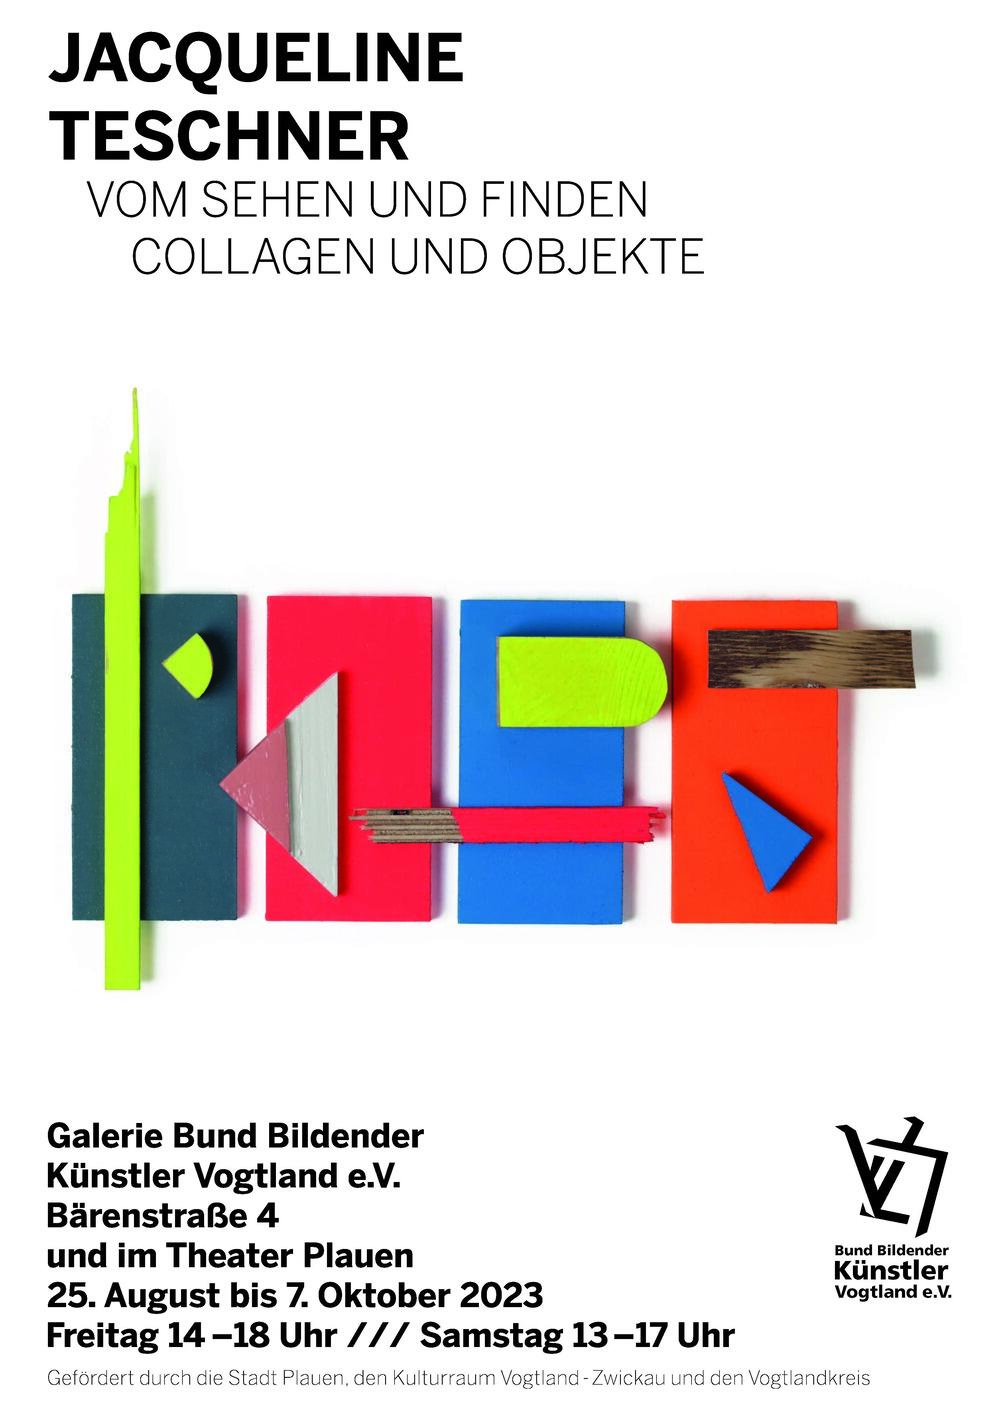 JACQUELINE
TESCHNER
VOM SEHEN UND FINDEN
COLLAGEN UND OBJEKTE
Galerie Bund Bildender
Künstler Vogtland e.V.
Bärenstraße 4
und im Theater Plauen
25. August bis 7. Oktober 2023
Freitag 14–18 Uhr /// Samstag 13–17 Uhr
Gefördert durch die Stadt Plauen, den Kulturraum Vogtland-Zwickau und den Vogtlandkreis
Bund Bildender
Künstler
Vogtland e.V.